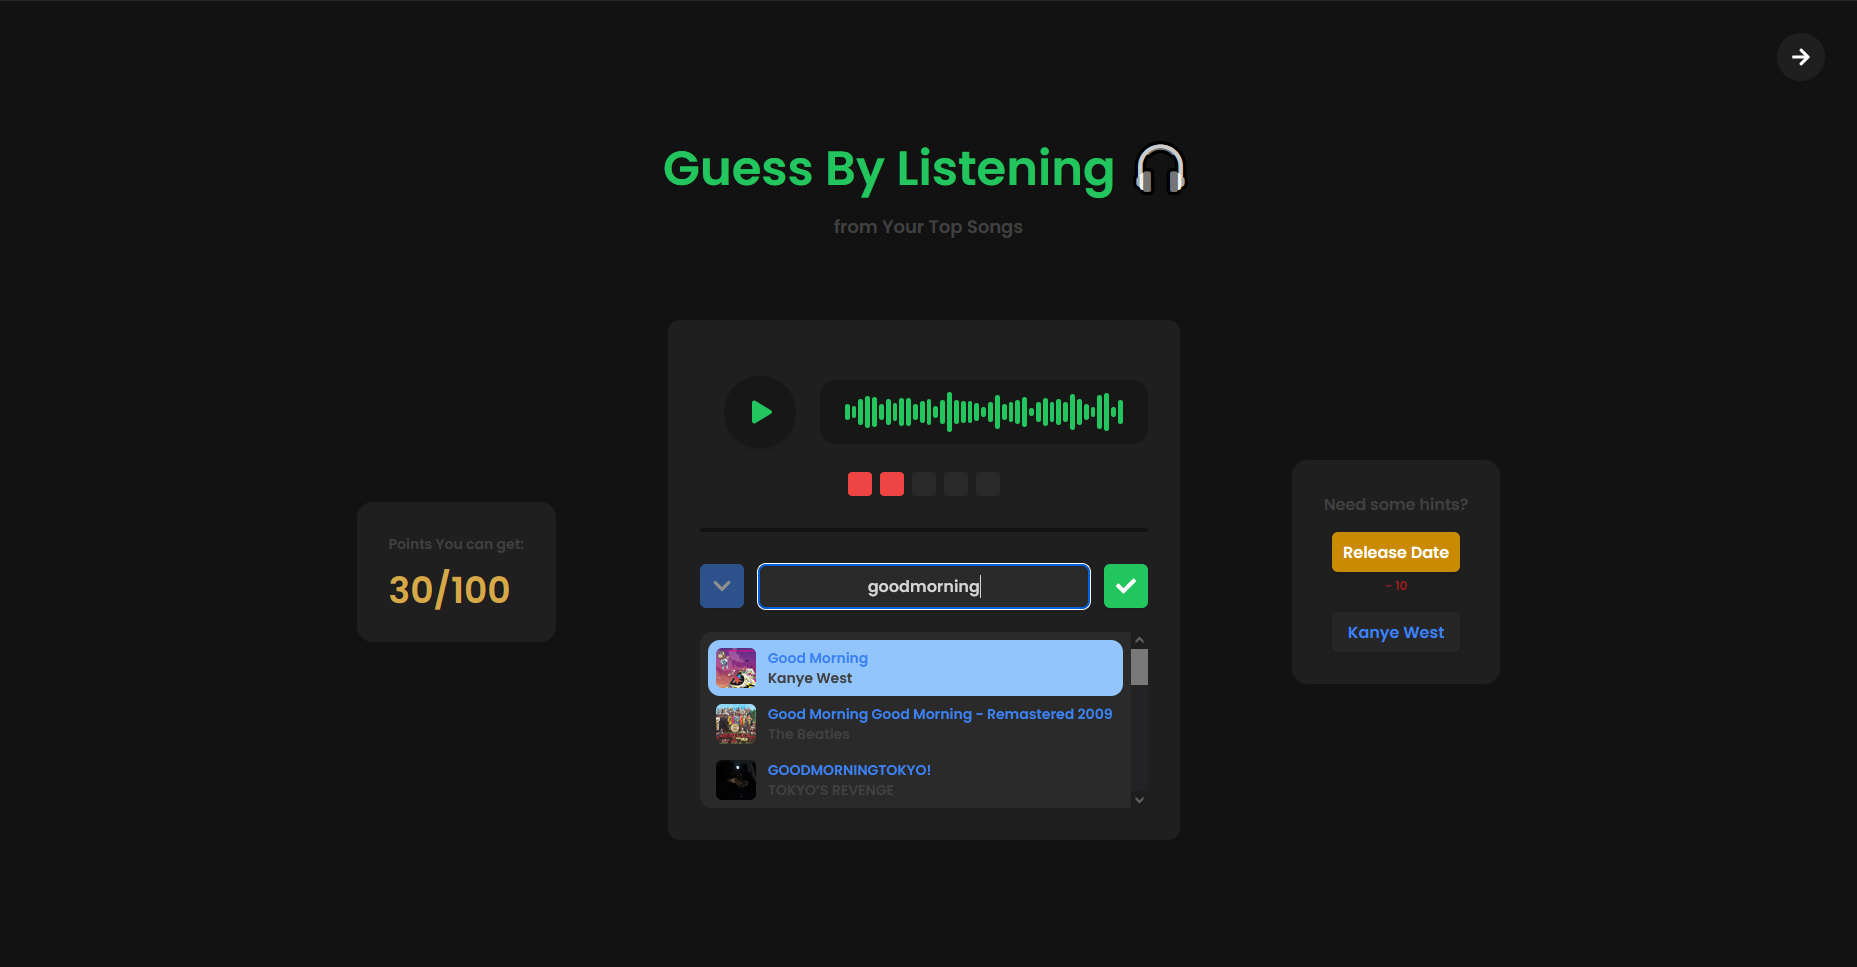 Guess By Listening
from Your Top Songs
Points You can get:
30/100
goodmorning
Good Morning
Kanye West
Good Morning Good Morning - Remastered 2009
The Beatles
GOODMORNINGTOKYO!
TOKYO'S REVENGE
Need some hints?
Release Date
- 10
Kanye West